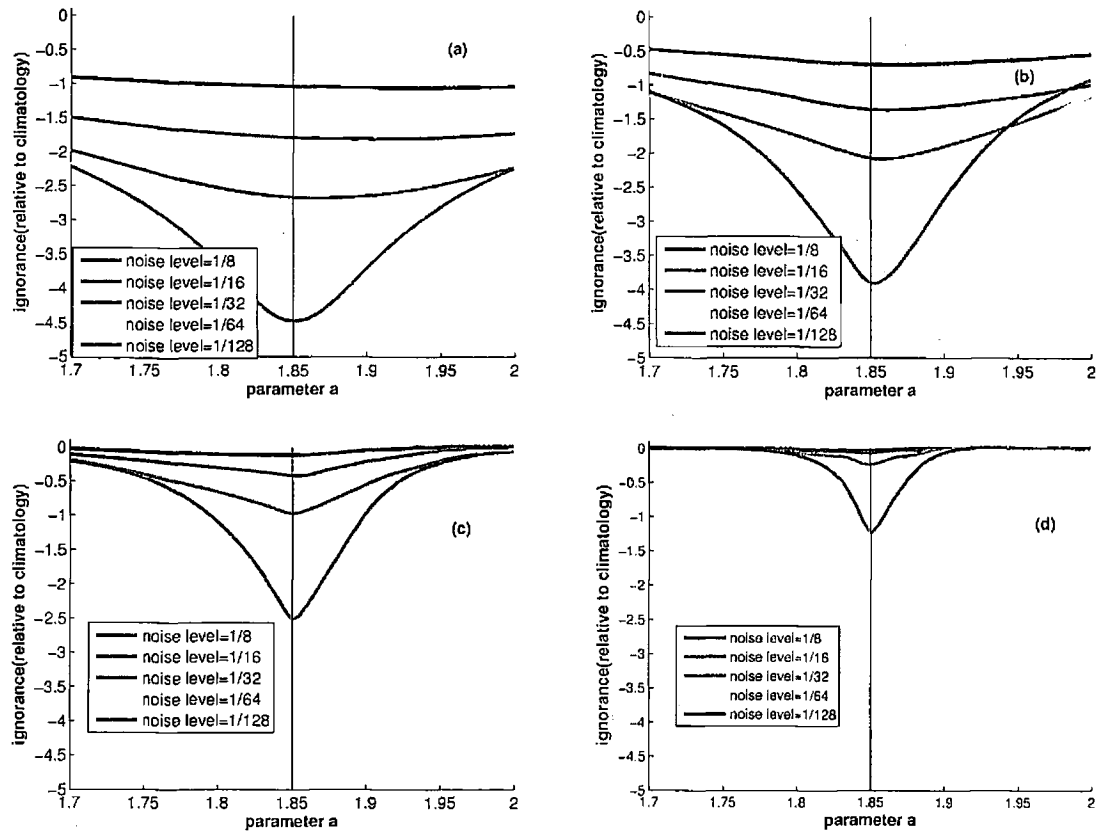 0
−0.5
−1
−1.5
−2
−2.5
−3
−3.5
−4
−4.5
−5
ignorance(relative to climatology)
(a)
noise level=1/8
noise level=1/16
noise level=1/32
noise level=1/64
noise level=1/128
1.7 1.75 1.8 1.85 1.9 1.95 2
parameter a
0
−0.5
−1
−1.5
−2
−2.5
−3
−3.5
−4
−4.5
−5
ignorance(relative to climatology)
(b)
noise level=1/8
noise level=1/16
noise level=1/32
noise level=1/64
noise level=1/128
1.7 1.75 1.8 1.85 1.9 1.95 2
parameter a
0
−0.5
−1
−1.5
−2
−2.5
−3
−3.5
−4
−4.5
−5
ignorance(relative to climatology)
(c)
noise level=1/8
noise level=1/16
noise level=1/32
noise level=1/64
noise level=1/128
1.7 1.75 1.8 1.85 1.9 1.95 2
parameter a
0
−0.5
−1
−1.5
−2
−2.5
−3
−3.5
−4
−4.5
−5
ignorance(relative to climatology)
(d)
noise level=1/8
noise level=1/16
noise level=1/32
noise level=1/64
noise level=1/128
1.7 1.75 1.8 1.85 1.9 1.95 2
parameter a